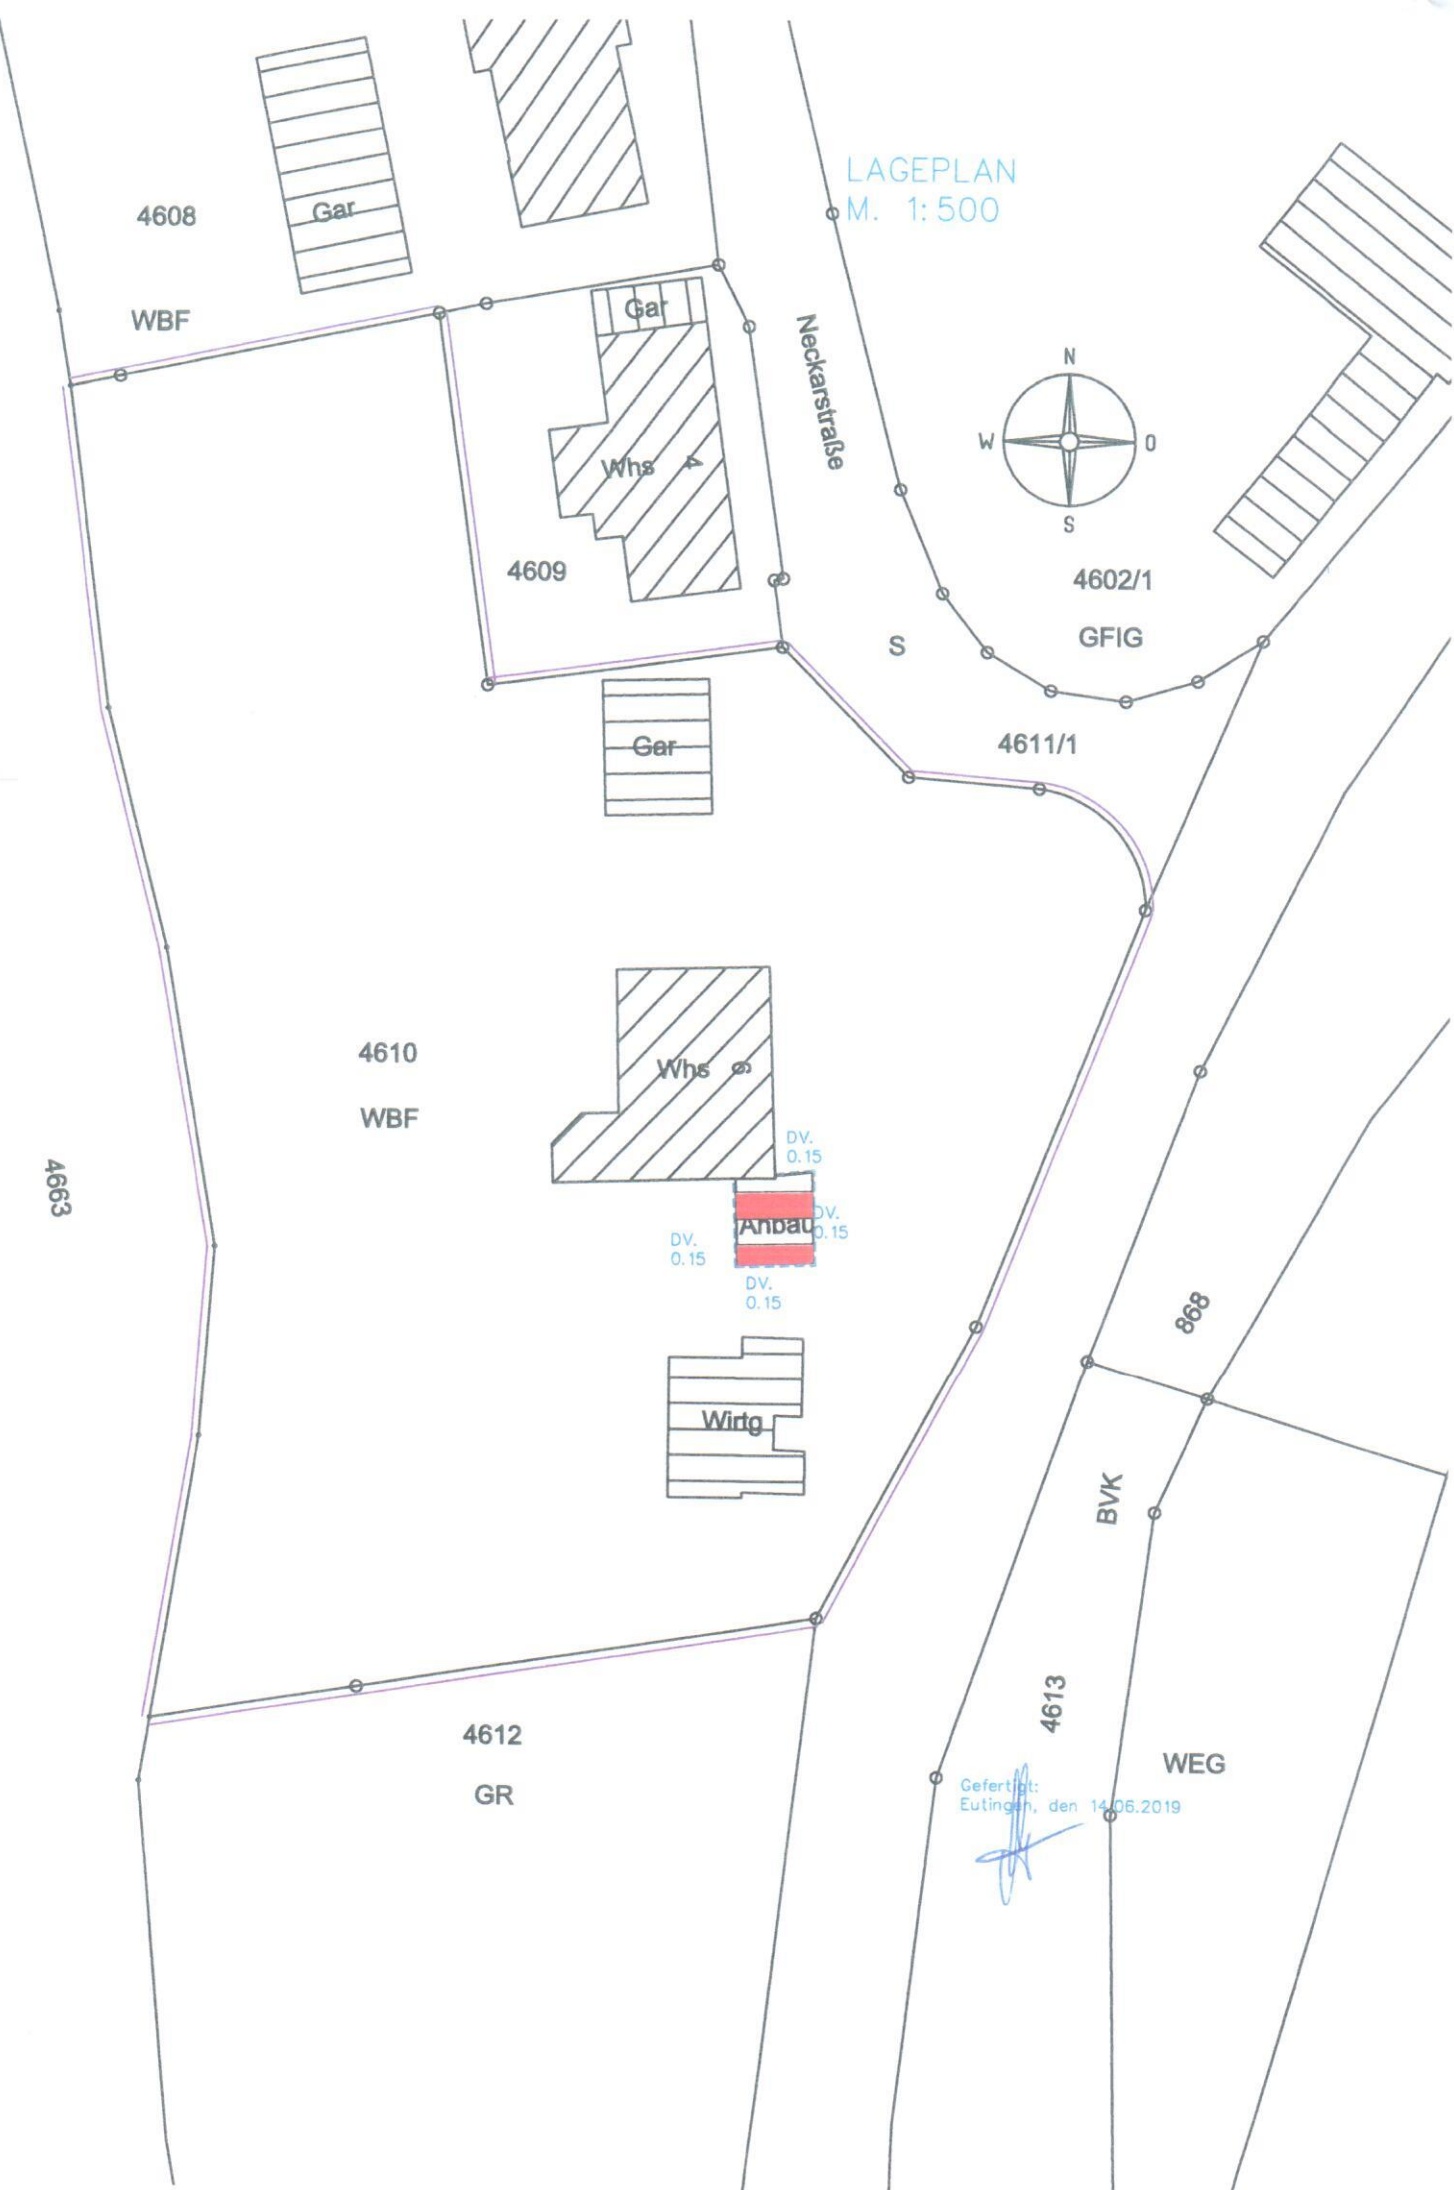 LAGEPLAN
M. 1:500
4608
Gar
WBF
Gar
Neckarstraße
N
W
O
S
Whs 4
4609
4602/1
GFIG
S
4611/1
Gar
4610
WBF
Whs 6
4663
DV.
0.15
Anbau
DV.
0.15
DV.
0.15
DV.
0.15
868
Wirtg
BVK
4613
4612
GR
WEG
Gefertigt:
Eutingen, den 14.06.2019